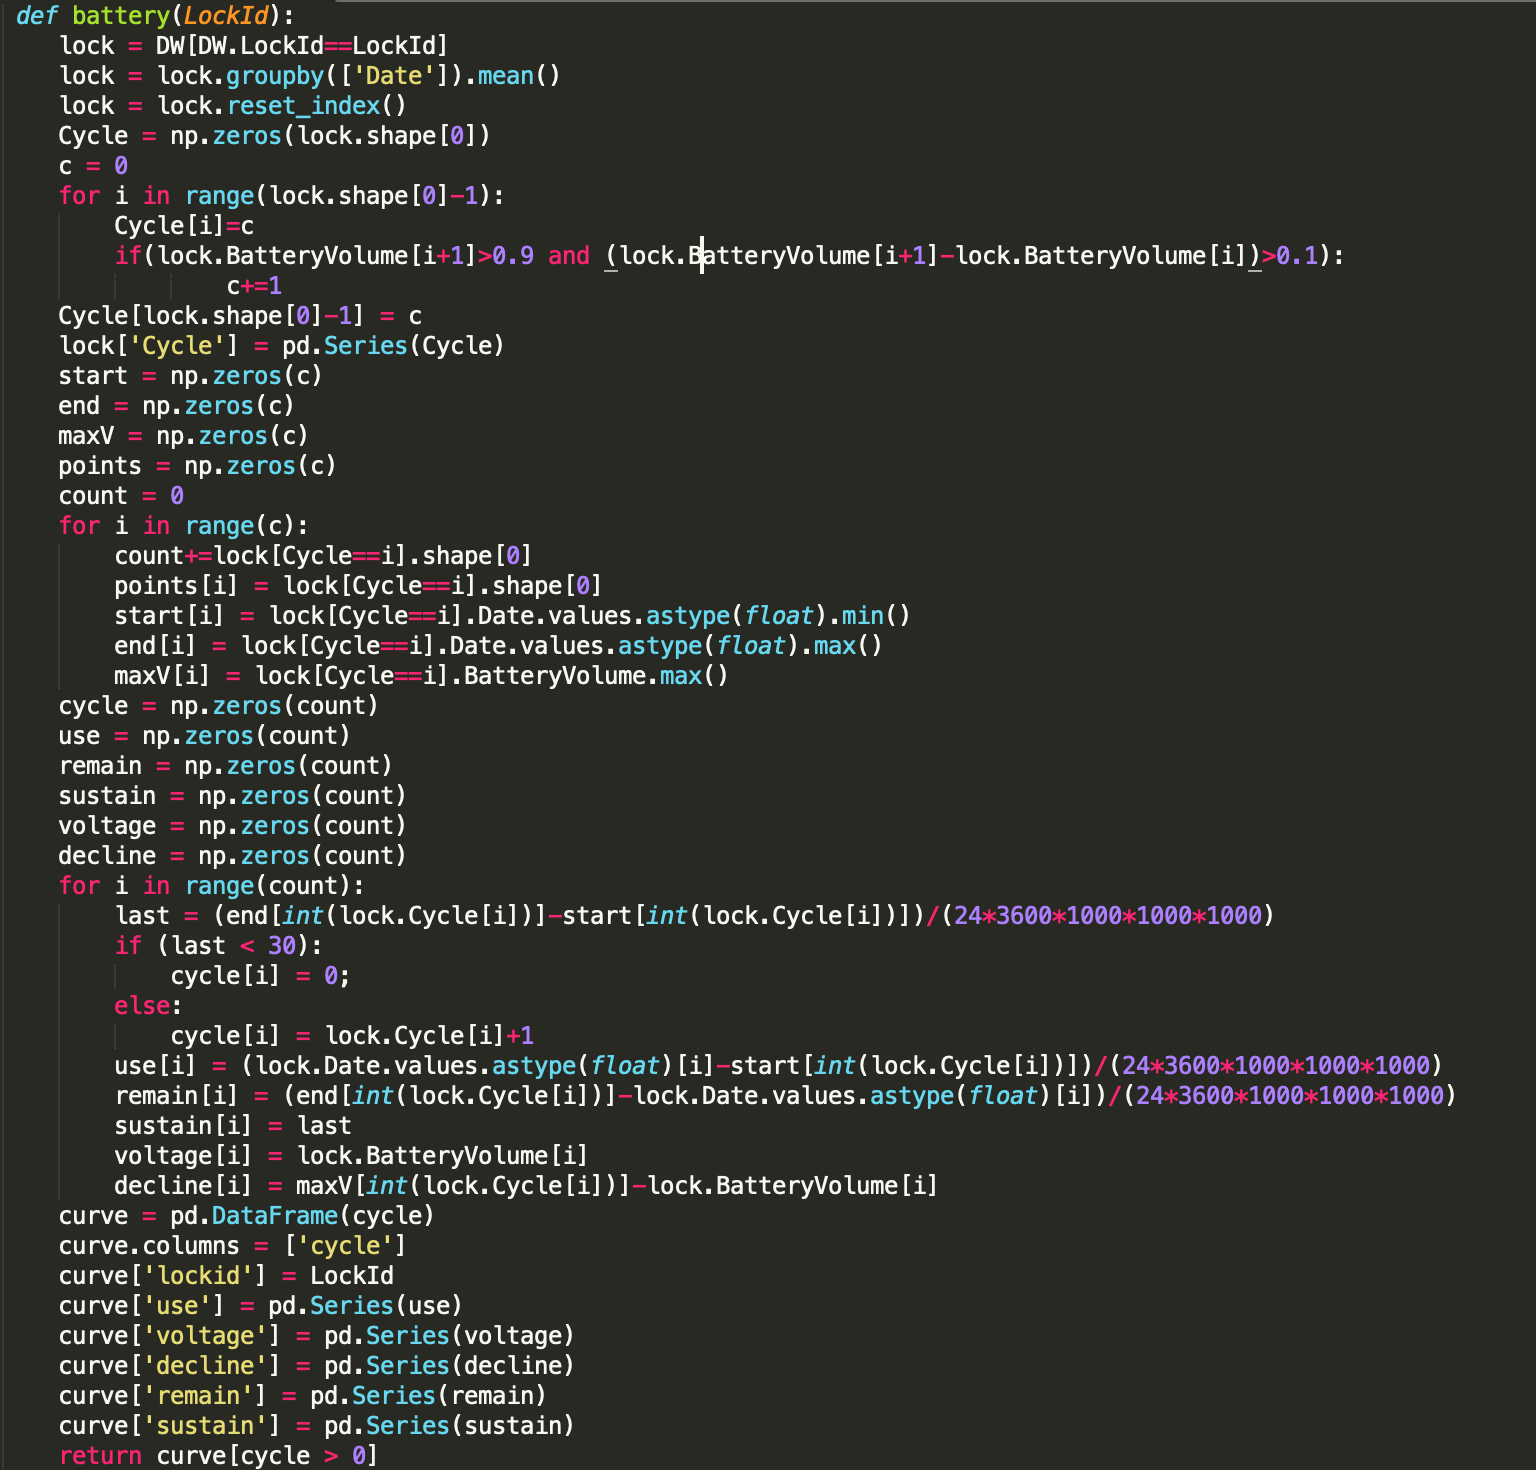 def battery(LockId):
    lock = DW[DW.LockId==LockId]
    lock = lock.groupby(['Date']).mean()
    lock = lock.reset_index()
    Cycle = np.zeros(lock.shape[0])
    c = 0
    for i in range(lock.shape[0]-1):
        Cycle[i]=c
        if(lock.BatteryVolume[i+1]>0.9 and (lock.BatteryVolume[i+1]-lock.BatteryVolume[i])>0.1):
                c+=1
    Cycle[lock.shape[0]-1] = c
    lock['Cycle'] = pd.Series(Cycle)
    start = np.zeros(c)
    end = np.zeros(c)
    maxV = np.zeros(c)
    points = np.zeros(c)
    count = 0
    for i in range(c):
        count+=lock[Cycle==i].shape[0]
        points[i] = lock[Cycle==i].shape[0]
        start[i] = lock[Cycle==i].Date.values.astype(float).min()
        end[i] = lock[Cycle==i].Date.values.astype(float).max()
        maxV[i] = lock[Cycle==i].BatteryVolume.max()
    cycle = np.zeros(count)
    use = np.zeros(count)
    remain = np.zeros(count)
    sustain = np.zeros(count)
    voltage = np.zeros(count)
    decline = np.zeros(count)
    for i in range(count):
        last = (end[int(lock.Cycle[i])]-start[int(lock.Cycle[i])])/(24*3600*1000*1000*1000)
        if (last < 30):
            cycle[i] = 0;
        else:
            cycle[i] = lock.Cycle[i]+1
        use[i] = (lock.Date.values.astype(float)[i]-start[int(lock.Cycle[i])])/(24*3600*1000*1000*1000)
        remain[i] = (end[int(lock.Cycle[i])]-lock.Date.values.astype(float)[i])/(24*3600*1000*1000*1000)
        sustain[i] = last
        voltage[i] = lock.BatteryVolume[i]
        decline[i] = maxV[int(lock.Cycle[i])]-lock.BatteryVolume[i]
    curve = pd.DataFrame(cycle)
    curve.columns = ['cycle']
    curve['lockid'] = LockId
    curve['use'] = pd.Series(use)
    curve['voltage'] = pd.Series(voltage)
    curve['decline'] = pd.Series(decline)
    curve['remain'] = pd.Series(remain)
    curve['sustain'] = pd.Series(sustain)
    return curve[cycle > 0]